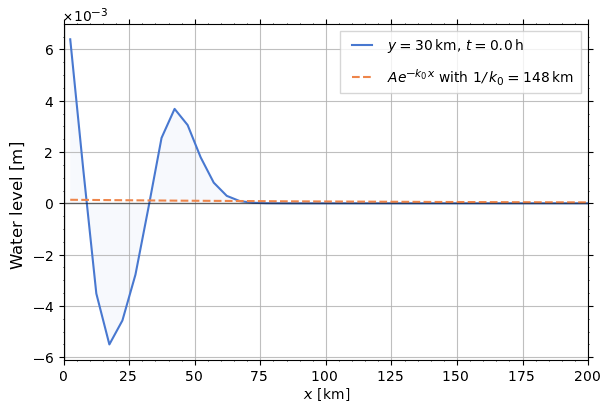 ×10⁻³
y = 30 km, t = 0.0 h
Ae^{-k₀x} with 1/k₀ = 148 km
6
4
2
0
−2
−4
−6
Water level [m]
0 25 50 75 100 125 150 175 200
x [km]